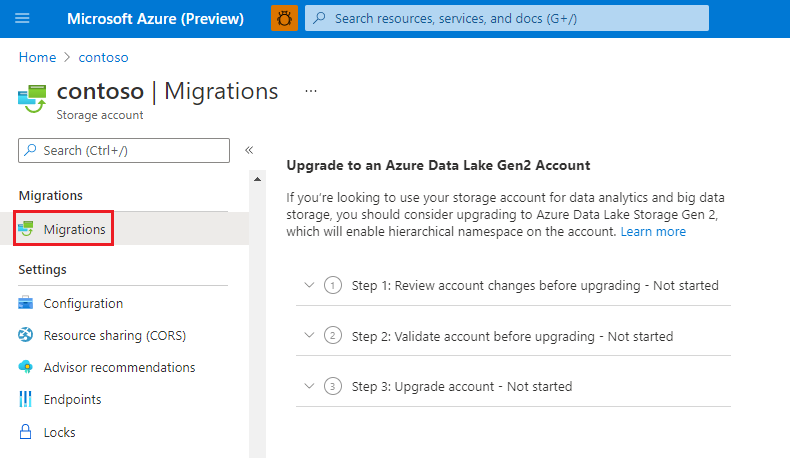 Microsoft Azure (Preview)
Search resources, services, and docs (G+/)
Home > contoso
contoso | Migrations ...
Storage account
Search (Ctrl+/) «
Migrations
Migrations
Settings
Configuration
Resource sharing (CORS)
Advisor recommendations
Endpoints
Locks
Upgrade to an Azure Data Lake Gen2 Account
If you're looking to use your storage account for data analytics and big data
storage, you should consider upgrading to Azure Data Lake Storage Gen 2,
which will enable hierarchical namespace on the account. Learn more
1 Step 1: Review account changes before upgrading - Not started
2 Step 2: Validate account before upgrading - Not started
3 Step 3: Upgrade account - Not started